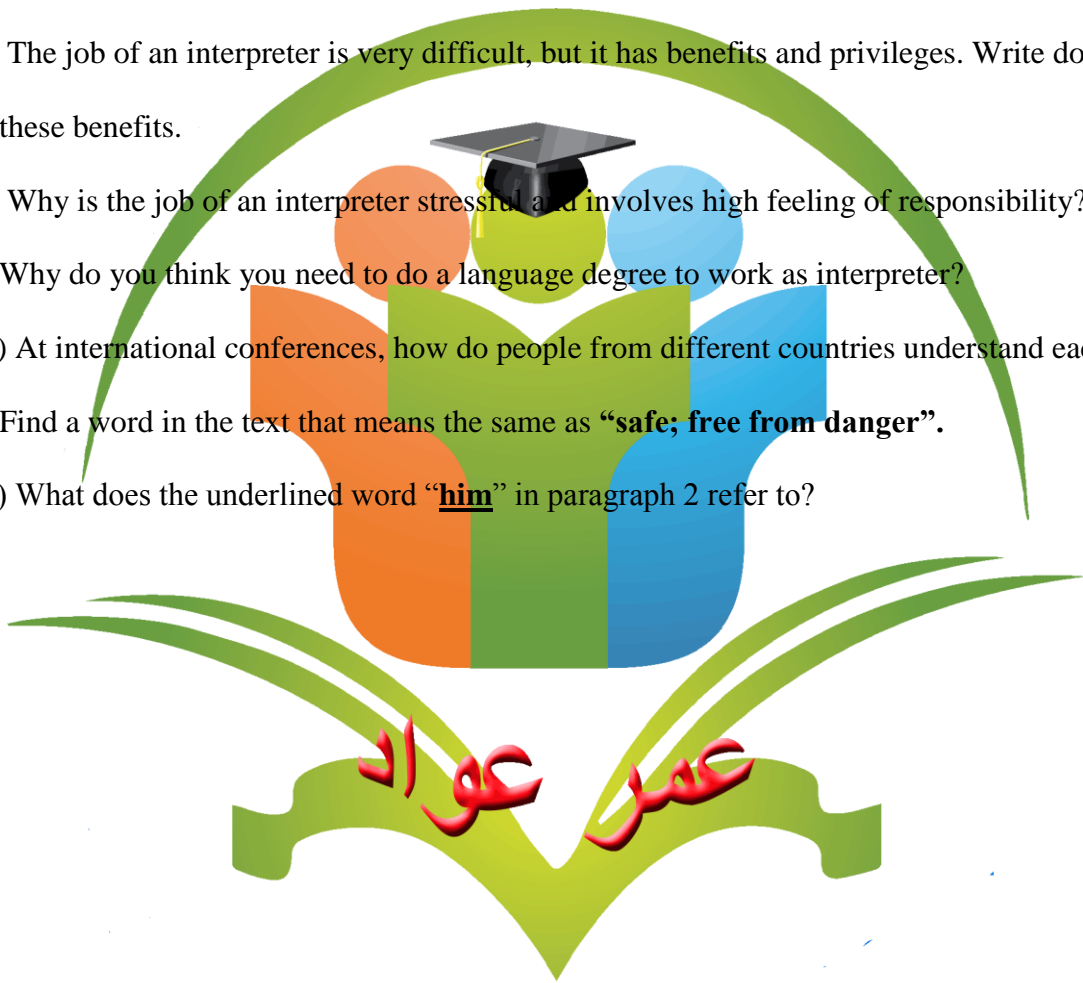 The job of an interpreter is very difficult, but it has benefits and privileges. Write do
these benefits.
Why is the job of an interpreter stressful and involves high feeling of responsibility?
Why do you think you need to do a language degree to work as interpreter?
) At international conferences, how do people from different countries understand eac
Find a word in the text that means the same as “safe; free from danger”.
) What does the underlined word “him” in paragraph 2 refer to?
عمر عواد